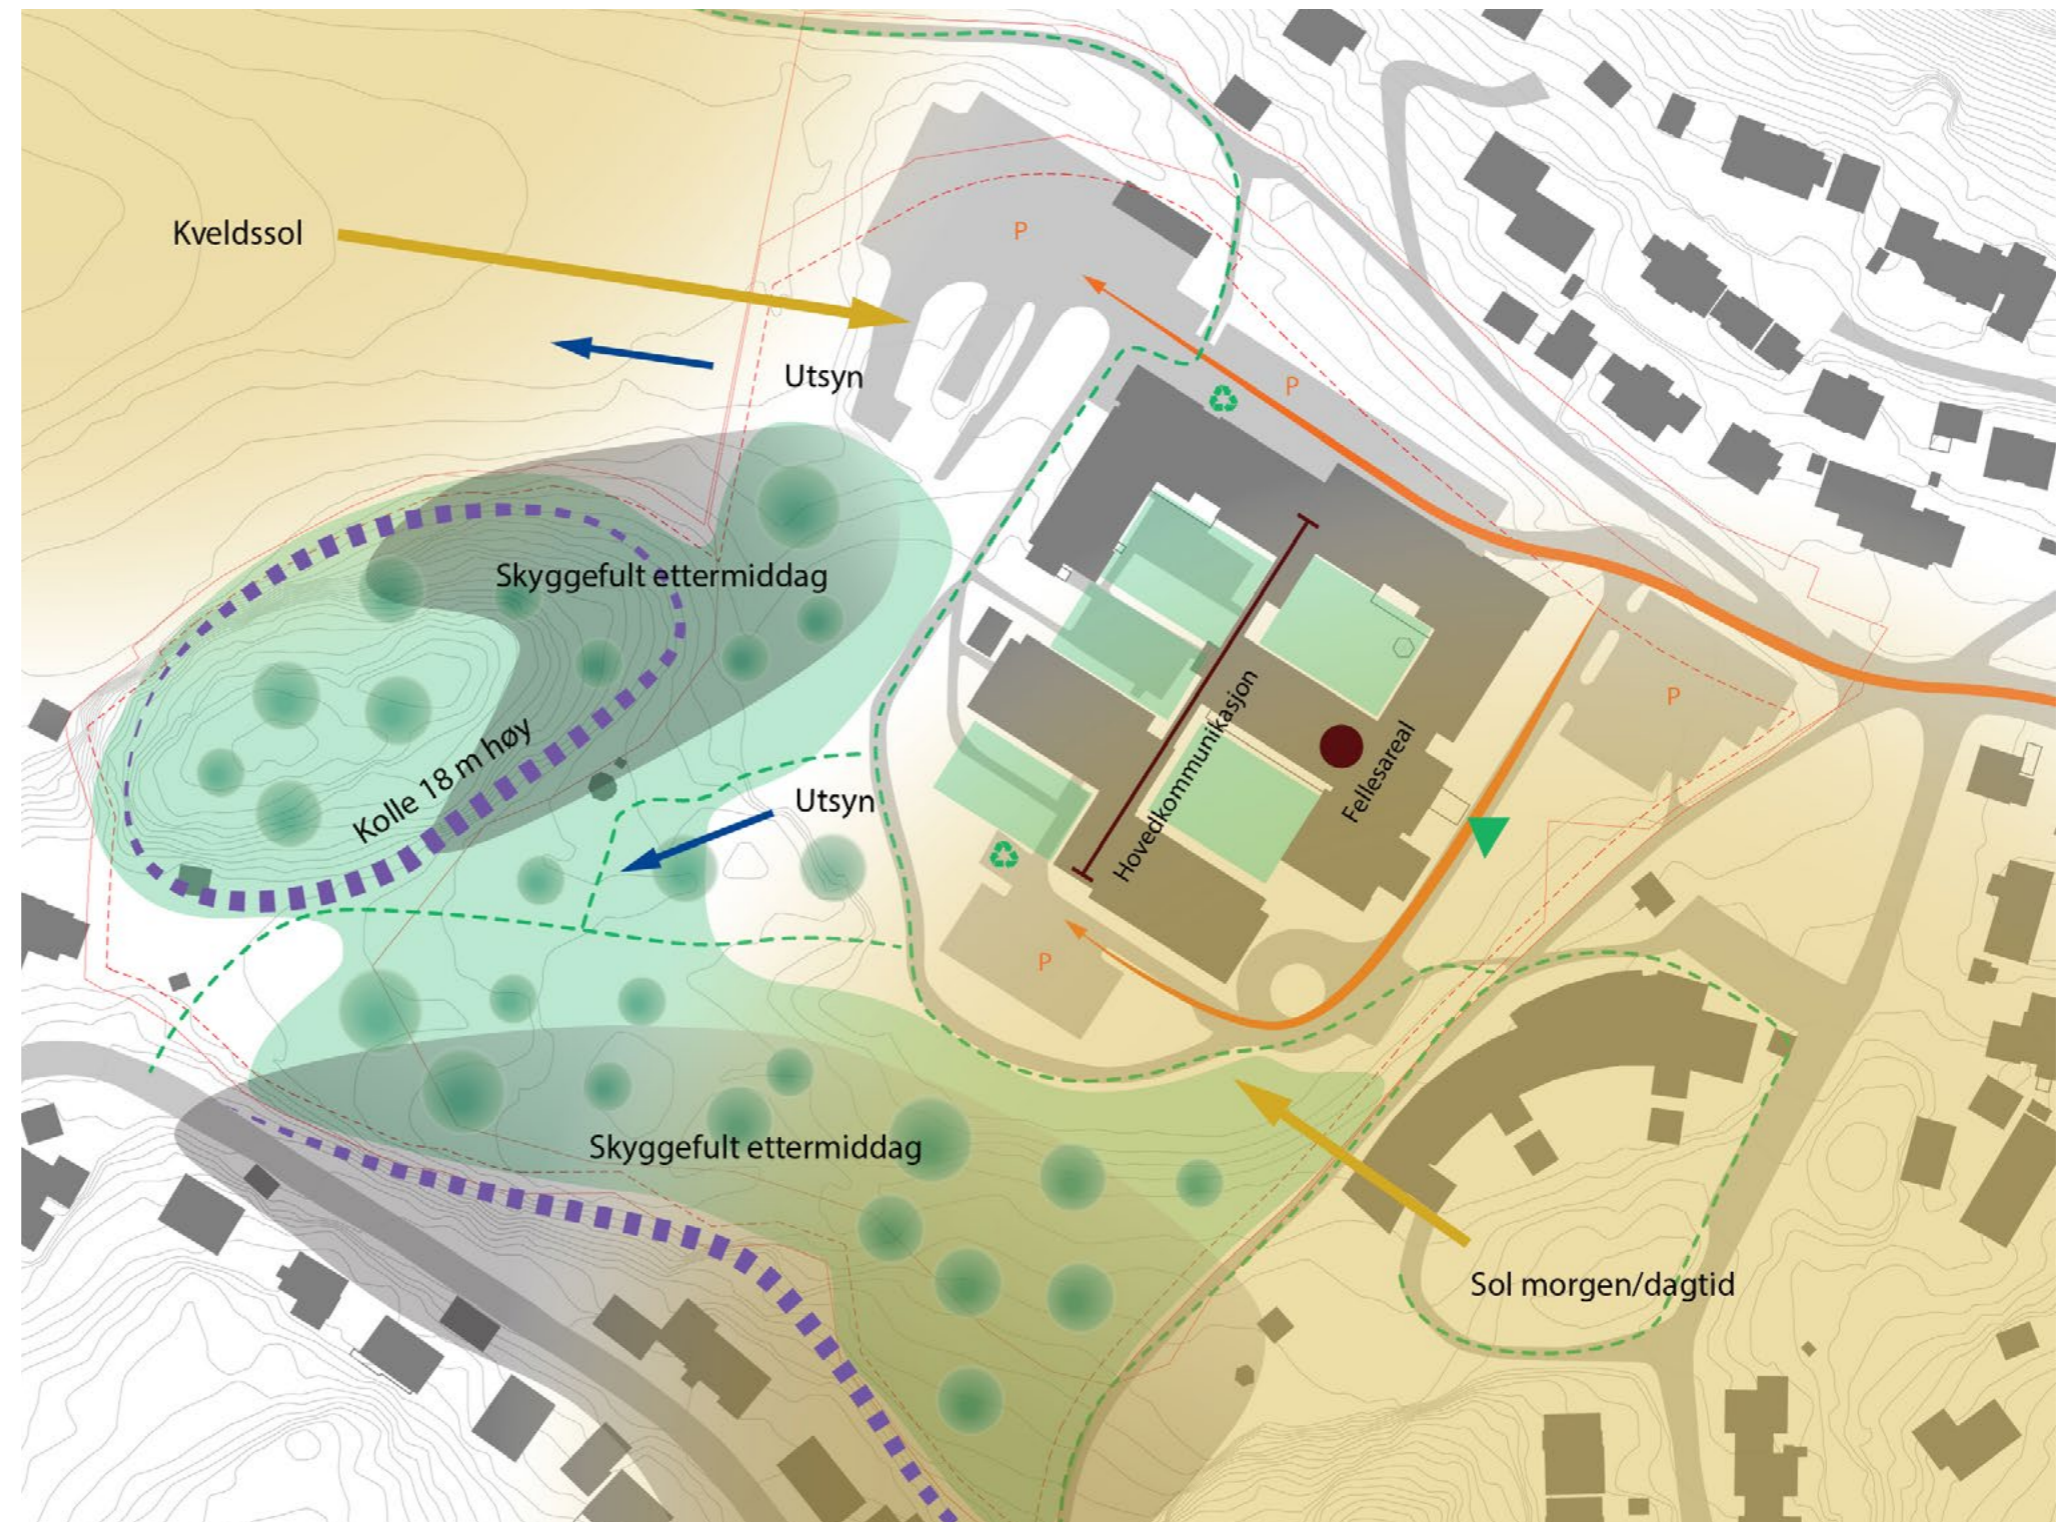 Kveldssol
P
Utsyn
P
Skyggefult ettermiddag
P
Hovedkommunikasjon
Fellesareal
Kolle 18 m høy
Utsyn
P
Skyggefult ettermiddag
Sol morgen/dagtid